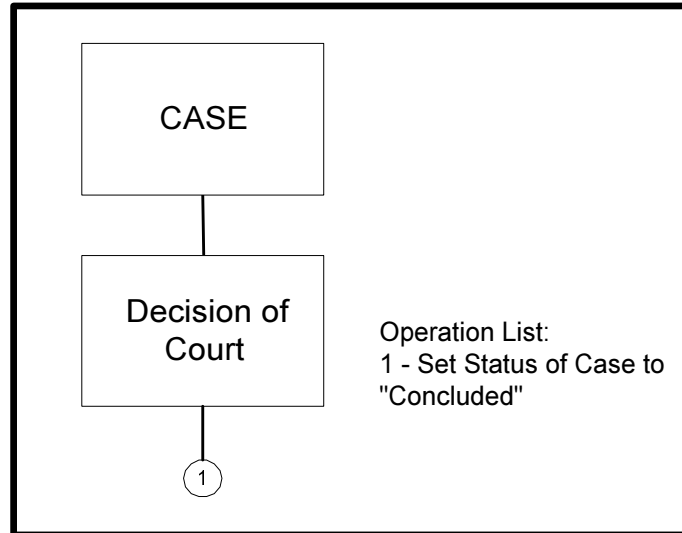 CASE
Decision of
Court
Operation List:
1 - Set Status of Case to
"Concluded"
1